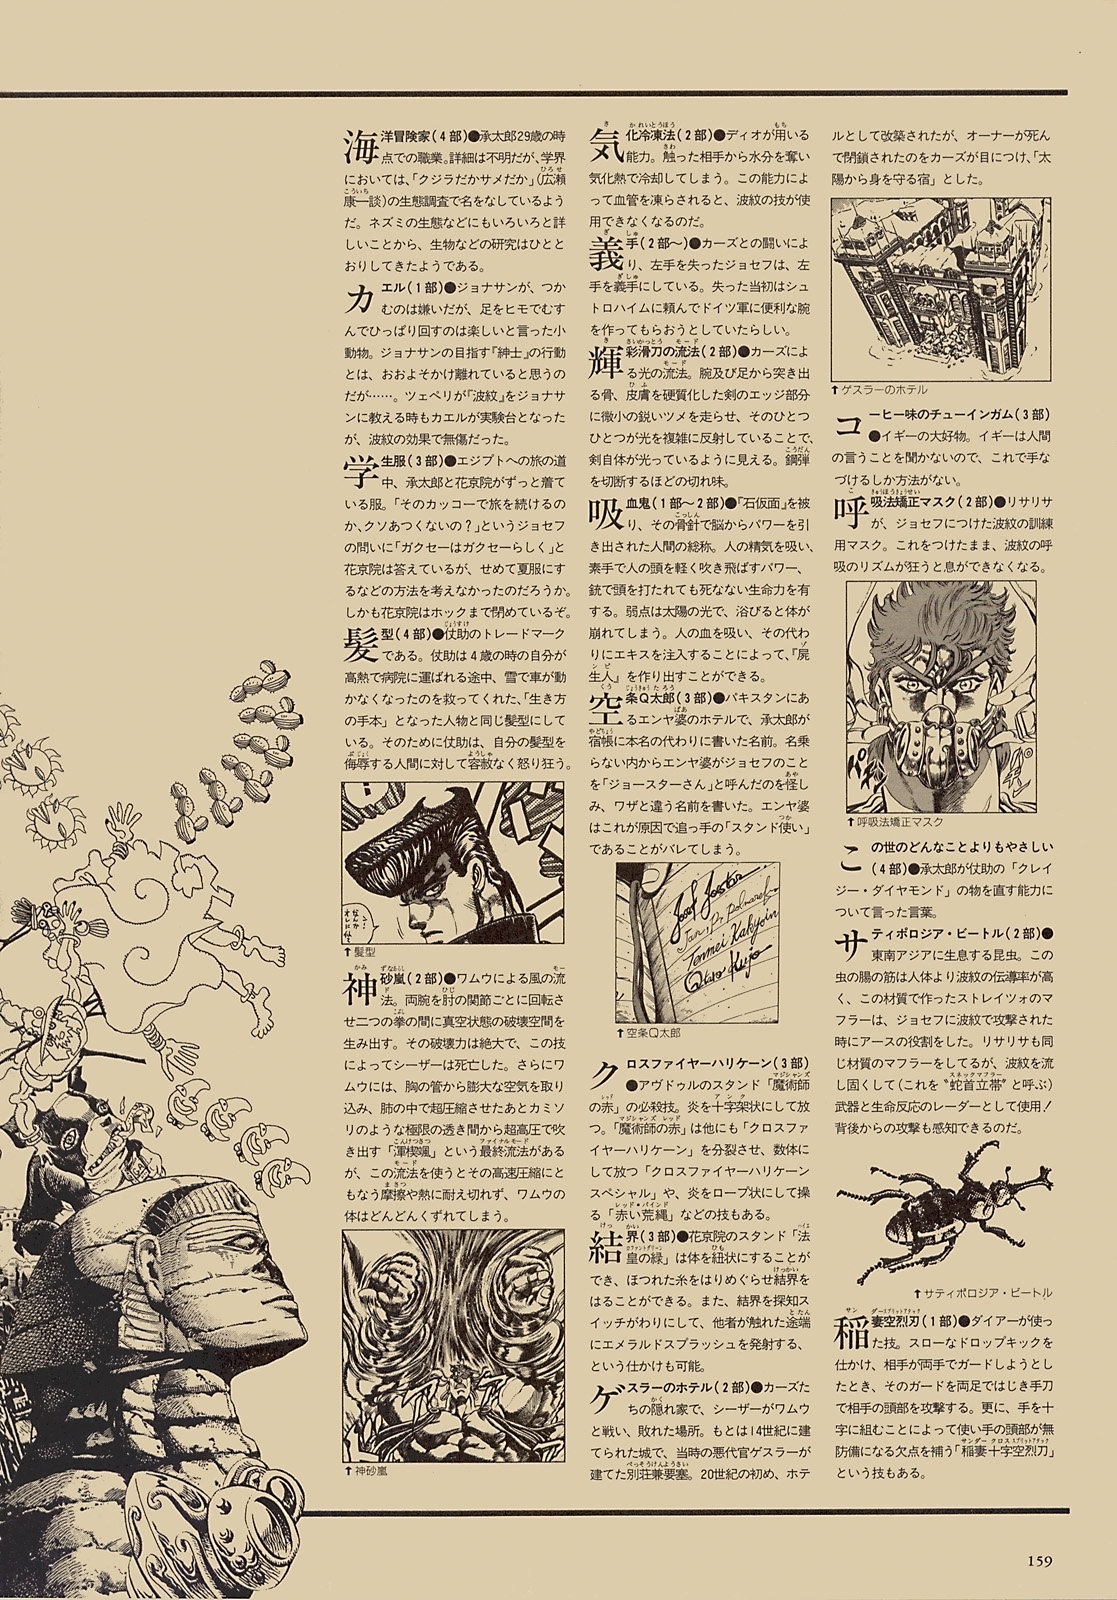 海洋冒険家(4部)●承太郎29歳の時
点での職業。詳細は不明だが、学界
においては、「クジラだかサメだか」(広瀬
康一談)の生態調査で名をなしているよう
だ。ネズミの生態などにもいろいろと詳
しいことから、生物などの研究はひとと
おりしてきたようである。
カエル(1部)●ジョナサンが、つか
むのは嫌いだが、足をヒモでむす
んでひっぱり回すのは楽しいと言った小
動物。ジョナサンの目指す『紳士』の行動
とは、おおよそかけ離れていると思うの
だが……。ツェペリが『波紋』をジョナサ
ンに教える時もカエルが実験台となった
が、波紋の効果で無傷だった。
学生服(3部)●エジプトへの旅の道
中、承太郎と花京院がずっと着て
いる服。「そのカッコーで旅を続けるの
か、クソあつくないの?」というジョセフ
の問いに「ガクセーはガクセーらしく」と
花京院は答えているが、せめて夏服にす
るなどの方法を考えなかったのだろうか。
しかも花京院はホックまで閉めているぞ。
髪型(4部)●仗助のトレードマーク
である。仗助は4歳の時の自分が
高熱で病院に運ばれる途中、雪で車が動
かなくなったのを救ってくれた、「生き方
の手本」となった人物と同じ髪型にして
いる。そのために仗助は、自分の髪型を
侮辱する人間に対して容赦なく怒り狂う。
↑髪型
神砂嵐(2部)●ワムウによる風の流
法。両腕を肘の関節ごとに回転さ
せ二つの拳の間に真空状態の破壊空間を
生み出す。その破壊力は絶大で、この技
によってシーザーは死亡した。さらにワ
ムウには、胸の管から膨大な空気を取り
込み、肺の中で超圧縮させたあとカミソ
リのような極限の透き間から超高圧で吹
き出す「渾楔颯」という最終流法がある
が、この流法を使うとその高速圧縮にと
もなう摩擦や熱に耐え切れず、ワムウの
体はどんどんくずれてしまう。
↑神砂嵐
気化冷凍法(2部)●ディオが用いる
能力。触った相手から水分を奪い
気化熱で冷却してしまう。この能力によ
って血管を凍らされると、波紋の技が使
用できなくなるのだ。
義手(2部〜)●カーズとの闘いによ
り、左手を失ったジョセフは、左
手を義手にしている。失った当初はシュ
トロハイムに頼んでドイツ軍に便利な腕
を作ってもらおうとしていたらしい。
輝彩滑刀の流法(2部)●カーズによ
る光の流法。腕及び足から突き出
る骨、皮膚を硬質化した剣のエッジ部分
に微小の鋭いツメを走らせ、そのひとつ
ひとつが光を複雑に反射していることで、
剣自体が光っているように見える。鋼弾
を切断するほどの切れ味。
吸血鬼(1部〜2部)●『石仮面』を被
り、その骨針で脳からパワーを引
き出された人間の総称。人の精気を吸い、
素手で人の頭を軽く吹き飛ばすパワー、
銃で頭を打たれても死なない生命力を有
する。弱点は太陽の光で、浴びると体が
崩れてしまう。人の血を吸い、その代わ
りにエキスを注入することによって、『屍
生人』を作り出すことができる。
空条Q太郎(3部)●パキスタンにあ
るエンヤ婆のホテルで、承太郎が
宿帳に本名の代わりに書いた名前。名乗
らない内からエンヤ婆がジョセフのこと
を「ジョースターさん」と呼んだのを怪し
み、ワザと違う名前を書いた。エンヤ婆
はこれが原因で追っ手の「スタンド使い」
であることがバレてしまう。
Josef Joestar
Jan. P. Polnareff
Tenmei Kakyoin
Qtaro Kujo
↑空条Q太郎
クロスファイヤーハリケーン(3部)
●アヴドゥルのスタンド「魔術師
の赤」の必殺技。炎を十字架状にして放
つ。「魔術師の赤」は他にも「クロスファ
イヤーハリケーン」を分裂させ、数体に
して放つ「クロスファイヤーハリケーン
スペシャル」や、炎をロープ状にして操
る「赤い荒縄」などの技もある。
結界(3部)●花京院のスタンド「法
皇の緑」は体を紐状にすることが
でき、ほつれた糸をはりめぐらせ結界を
はることができる。また、結界を探知ス
イッチがわりにして、他者が触れた途端
にエメラルドスプラッシュを発射する、
という仕掛も可能。
ゲスラーのホテル(2部)●カーズた
ちの隠れ家で、シーザーがワムウ
と戦い、敗れた場所。もとは14世紀に建
てられた城で、当時の悪代官ゲスラーが
建てた別荘兼要塞。20世紀の初め、ホテ
ルとして改築されたが、オーナーが死ん
で閉鎖されたのをカーズが目につけ、「太
陽から身を守る宿」とした。
↑ゲスラーのホテル
コーヒー味のチューインガム(3部)
●イギーの大好物。イギーは人間
の言うことを聞かないので、これで手な
づけるしか方法がない。
呼吸法矯正マスク(2部)●リサリサ
が、ジョセフにつけた波紋の訓練
用マスク。これをつけたまま、波紋の呼
吸のリズムが狂うと息ができなくなる。
↑呼吸法矯正マスク
この世のどんなことよりもやさしい
(4部)●承太郎が仗助の「クレイ
ジー・ダイヤモンド」の物を直す能力に
ついて言った言葉。
サティポロジア・ビートル(2部)●
東南アジアに生息する昆虫。この
虫の腸の筋は人体より波紋の伝導率が高
く、この材質で作ったストレイツォのマ
フラーは、ジョセフに波紋で攻撃された
時にアースの役割をした。リサリサも同
じ材質のマフラーをしてるが、波紋を流
し固くして(これを〝蛇首立帯〟と呼ぶ)
武器と生命反応のレーダーとして使用!
背後からの攻撃も感知できるのだ。
↑サティポロジア・ビートル
稲妻空烈刃(1部)●ダイアーが使っ
た技。スローなドロップキックを
仕かけ、相手が両手でガードしようとし
たとき、そのガードを両足ではじき手刀
で相手の頭部を攻撃する。更に、手を十
字に組むことによって使い手の頭部が無
防備になる欠点を補う「稲妻十字空烈刃」
という技もある。
159